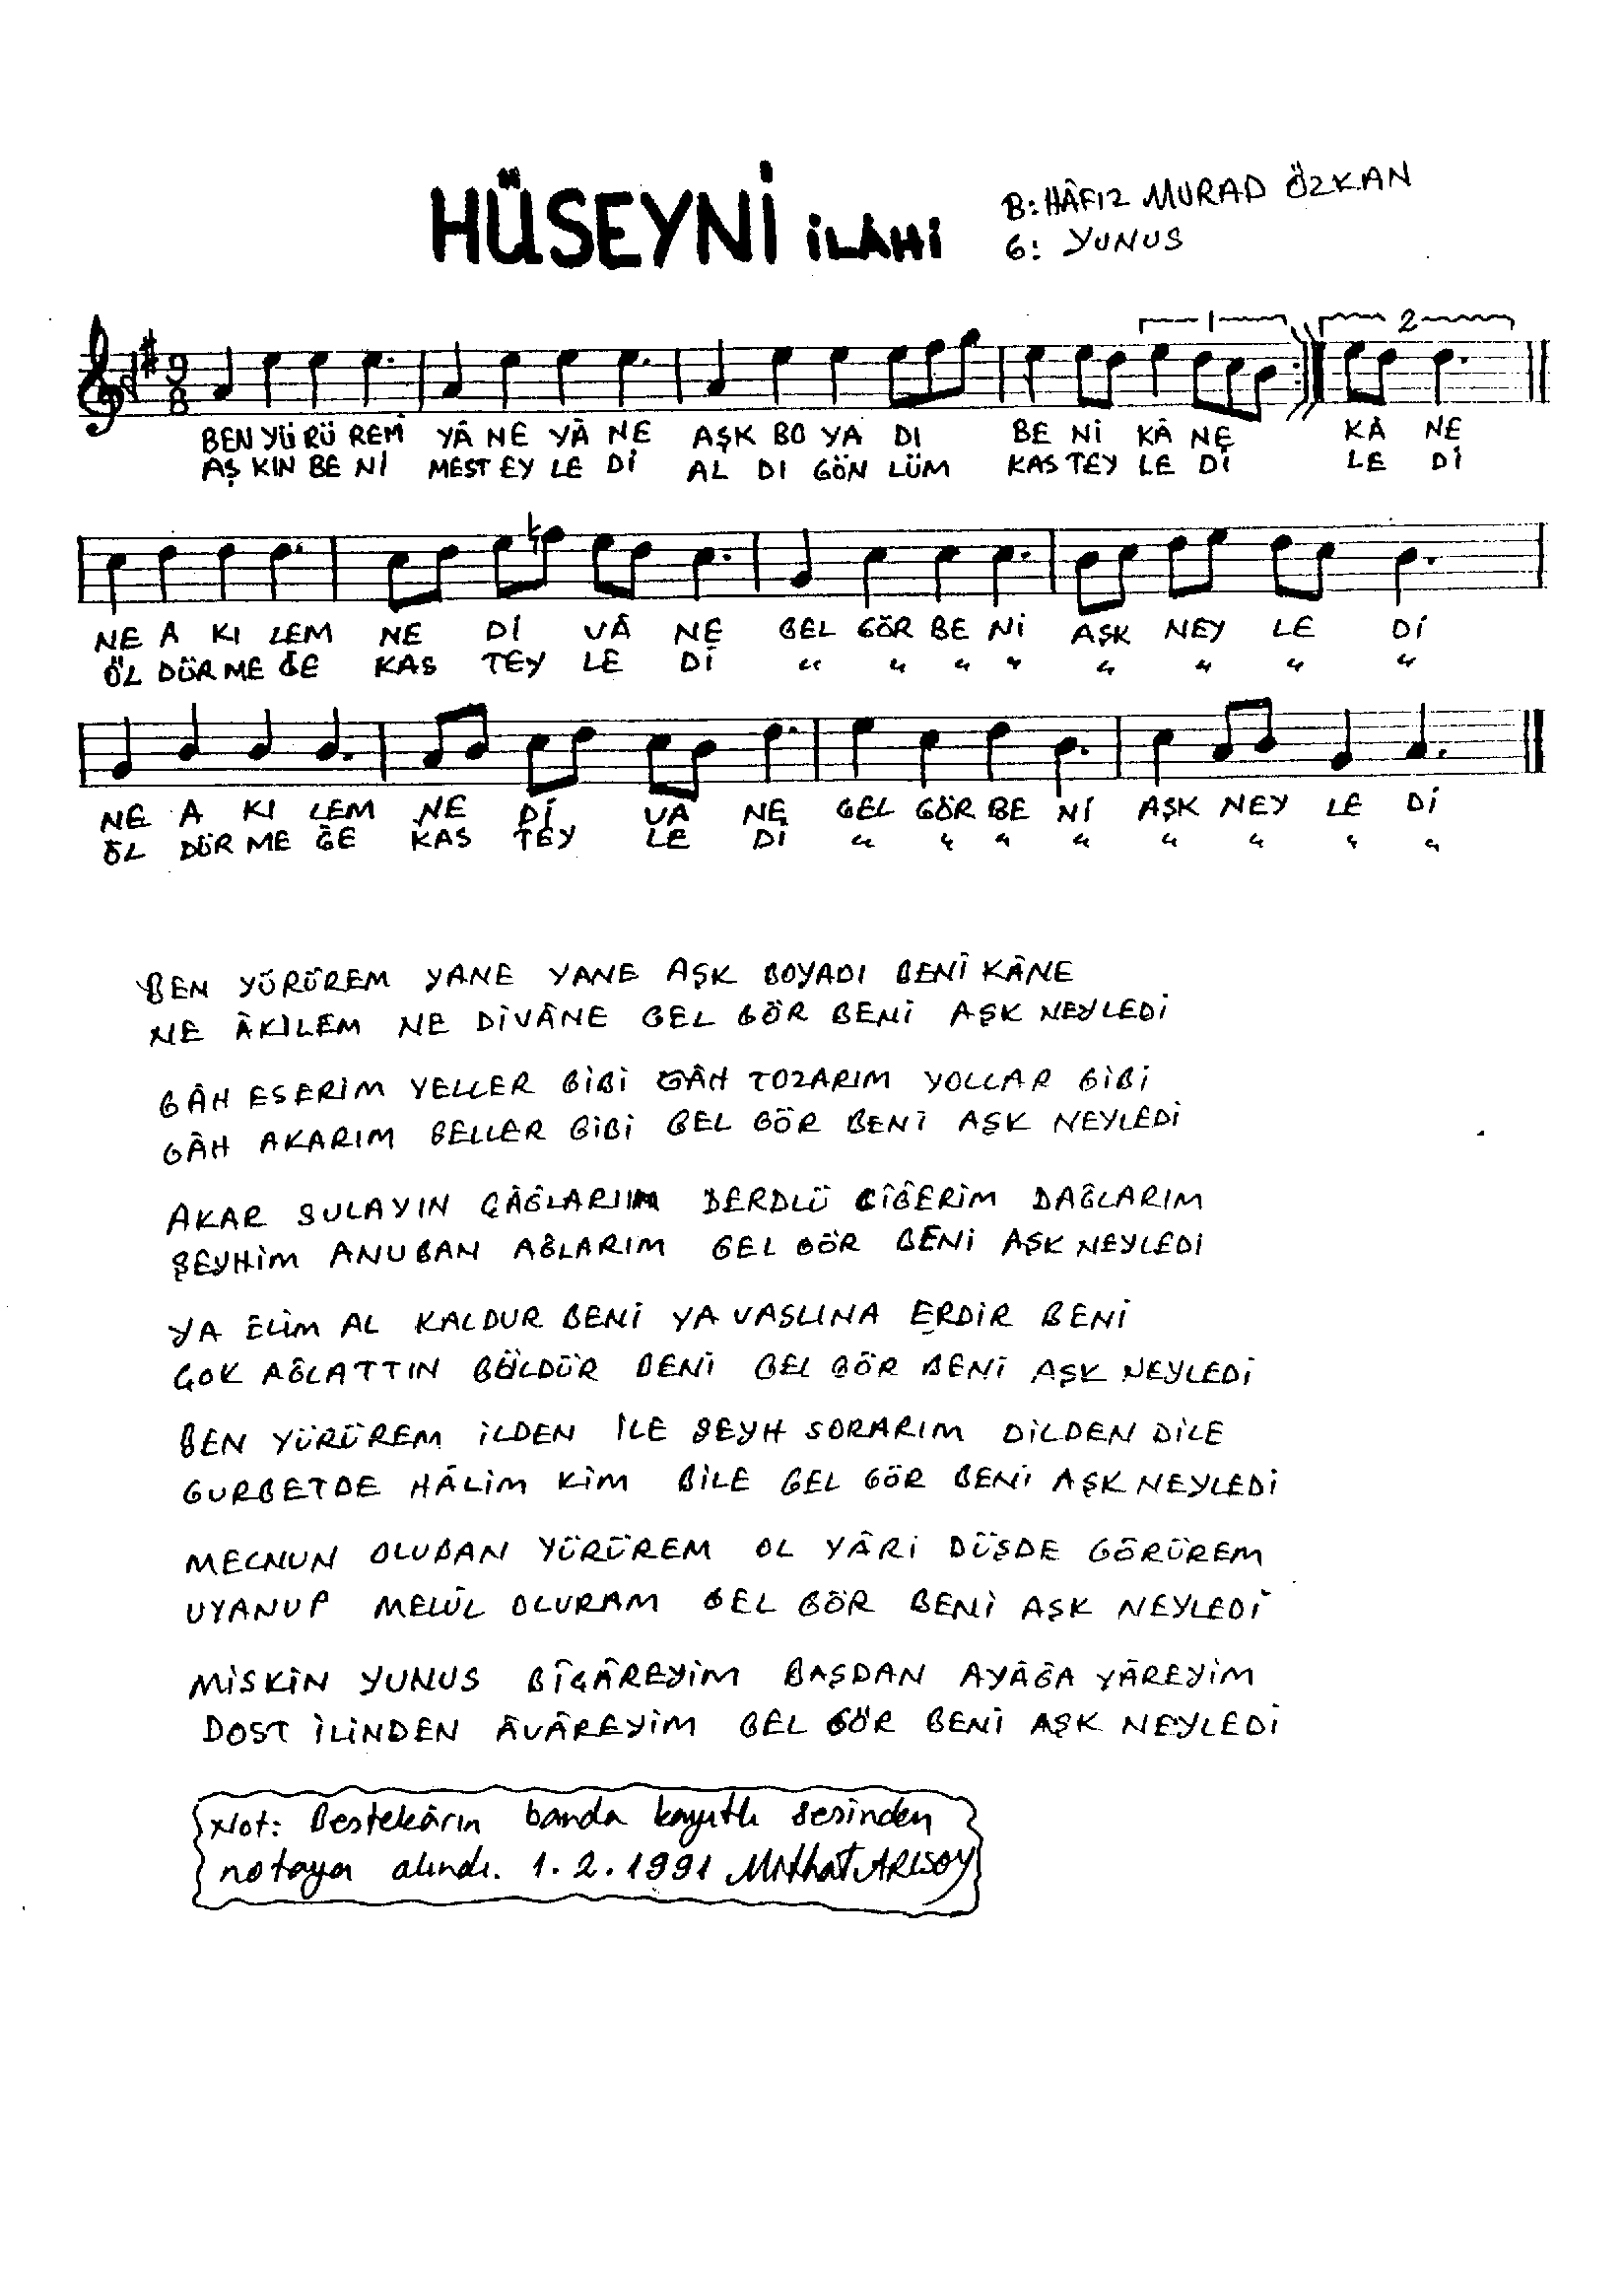 HÜSEYNİ İLÂHİ
B: HÂFIZ MURAD ÖZKAN
G: YUNUS
9 8
1 2
BEN YÜ RÜ REM YÂ NE YÂ NE AŞK BO YA DI BE Nİ KÂ NE KÂ NE
AŞ KIN BE Nİ MEST EY LE Dİ AL DI GÖN LÜM KAS TEY LE Dİ LE Dİ
NE A KI LEM NE Dİ VÂ NE GEL GÖR BE Nİ AŞK NEY LE Dİ
ÖL DÜR ME ĞE KAS TEY LE Dİ " " " " " " " "
NE A KI LEM NE Dİ VA NE GEL GÖR BE Nİ AŞK NEY LE Dİ
ÖL DÜR ME ĞE KAS TEY LE Dİ " " " " " " " "
BEN YÜRÜREM YANE YANE AŞK BOYADI BENİ KÂNE
NE ÂKILEM NE DİVÂNE GEL GÖR BENİ AŞK NEYLEDİ
GÂH ESERİM YELLER GİBİ GÂH TOZARIM YOLLAR GİBİ
GÂH AKARIM SELLER GİBİ GEL GÖR BENİ AŞK NEYLEDİ
AKAR SULAYIN ÇAĞLARIM DERDLÜ CİĞERİM DAĞLARIM
ŞEYHİM ANUBAN AĞLARIM GEL GÖR BENİ AŞK NEYLEDİ
YA ELİM AL KALDUR BENİ YA VASLINA ERDİR BENİ
ÇOK AĞLATTIN GÜLDÜR BENİ GEL GÖR BENİ AŞK NEYLEDİ
BEN YÜRÜREM İLDEN İLE ŞEYH SORARIM DİLDEN DİLE
GURBETDE HÂLİM KİM BİLE GEL GÖR BENİ AŞK NEYLEDİ
MECNUN OLUBAN YÜRÜREM OL YÂRİ DÜŞDE GÖRÜREM
UYANUP MELÛL OLURAM GEL GÖR BENİ AŞK NEYLEDİ
MİSKÎN YUNUS BÎÇÂREYİM BAŞDAN AYÂĞA YÂREYİM
DOST İLİNDEN ÂVÂREYİM GEL GÖR BENİ AŞK NEYLEDİ
Not: Bestekârın banda kayıtlı sesinden
notaya alındı. 1.2.1991 Mithat ARISOY